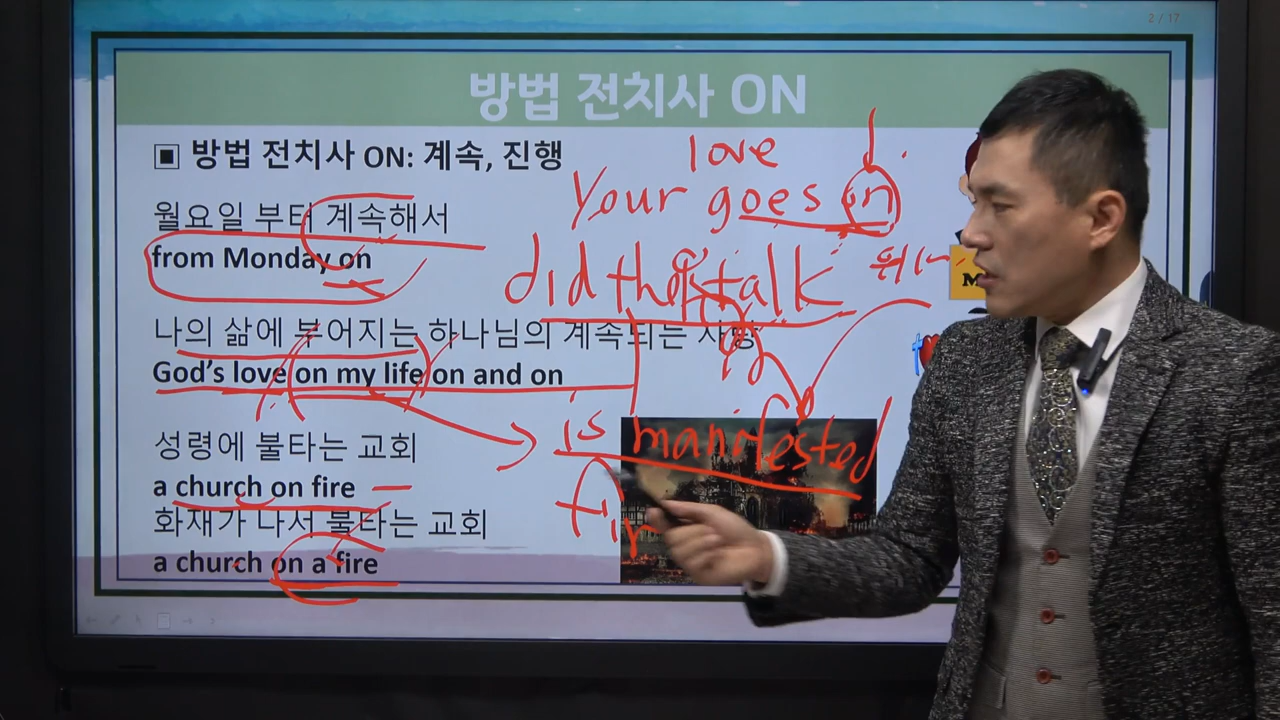 2 / 17
방법 전치사 ON
▣ 방법 전치사 ON: 계속, 진행
love
월요일 부터 계속해서
Your goes on
from Monday on
did talk
나의 삶에 부어지는 하나님의 계속되는 사랑
God's love on my life on and on
is manifested
성령에 불타는 교회
a church on fire
화재가 나서 불타는 교회
a church on a fire